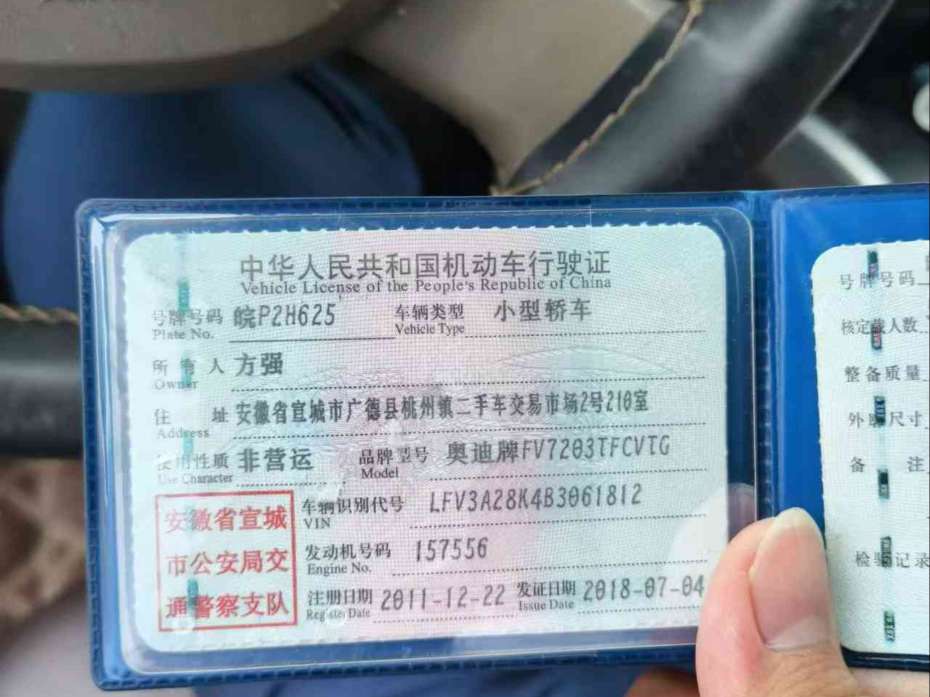 中华人民共和国机动车行驶证
Vehicle License of the People's Republic of China
号牌号码 皖P2H625 车辆类型 小型轿车
Plate No. Vehicle Type
所有人 方强
Owner
住址 安徽省宣城市广德县桃州镇二手车交易市场2号210室
Address
使用性质 非营运 品牌型号 奥迪牌FV7203TFCVTG
Use Character Model
车辆识别代号 LFV3A28K4B3061812
VIN
发动机号码 157556
Engine No.
注册日期 2011-12-22 发证日期 2018-07-04
Register Date Issue Date
安徽省宣城
市公安局交
通警察支队
号牌号码
核定载人数
整备质量
外廓尺寸
备注
检验记录